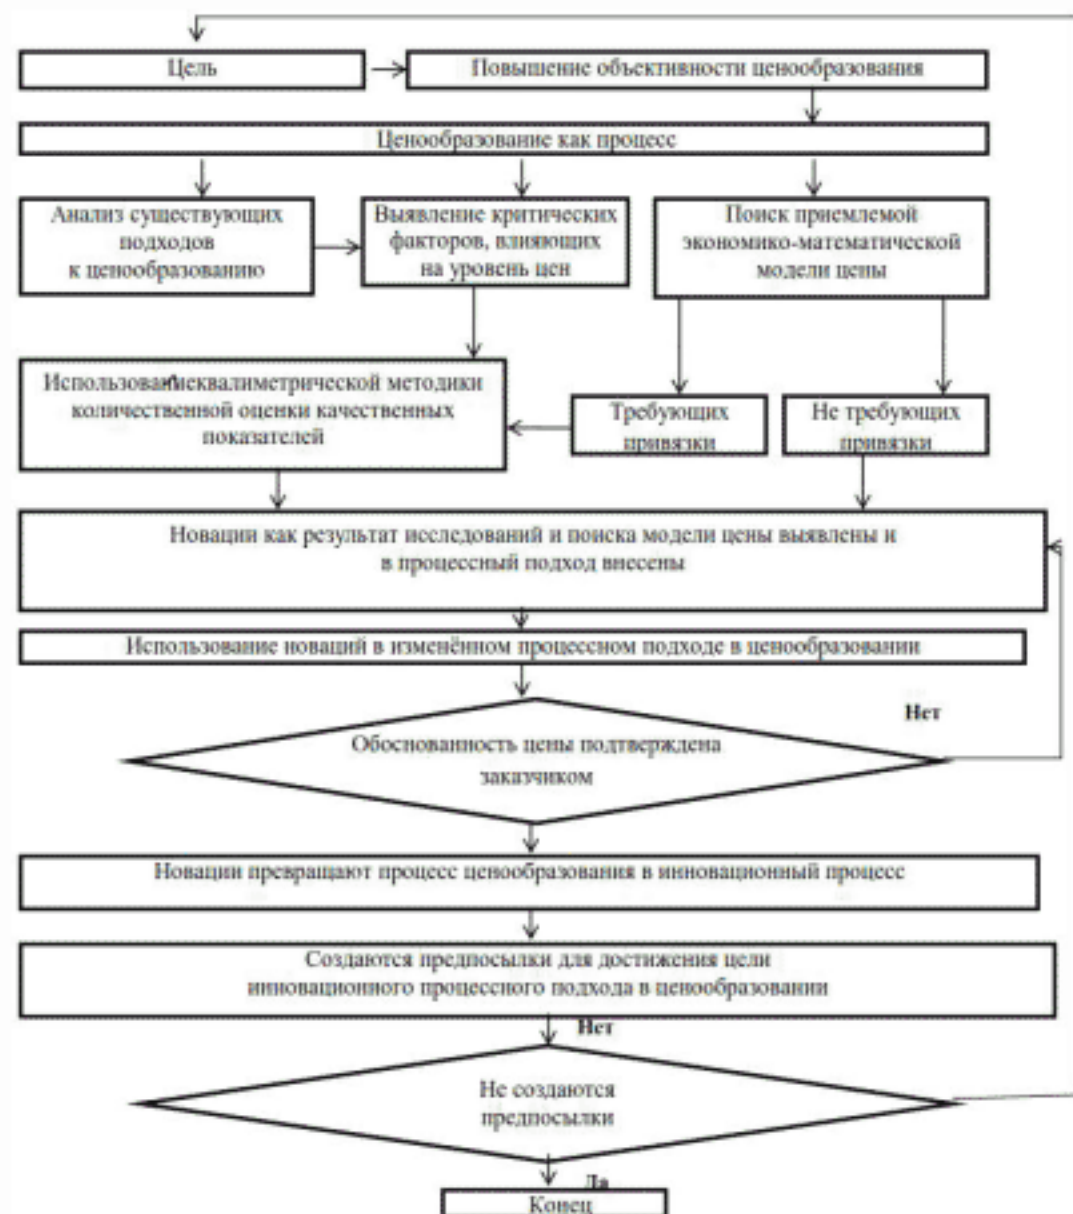 Цель
Повышение объективности ценообразования
Ценообразование как процесс
Анализ существующих
подходов
к ценообразованию
Выявление критических
факторов, влияющих
на уровень цен
Поиск приемлемой
экономико-математической
модели цены
Использованиеквалиметрической методики
количественной оценки качественных
показателей
Требующих
привязки
Не требующих
привязки
Новации как результат исследований и поиска модели цены выявлены и
в процессный подход внесены
Использование новаций в изменённом процессном подходе в ценообразовании
Нет
Обоснованность цены подтверждена
заказчиком
Новации превращают процесс ценообразования в инновационный процесс
Создаются предпосылки для достижения цели
инновационного процессного подхода в ценообразовании
Нет
Не создаются
предпосылки
Да
Конец